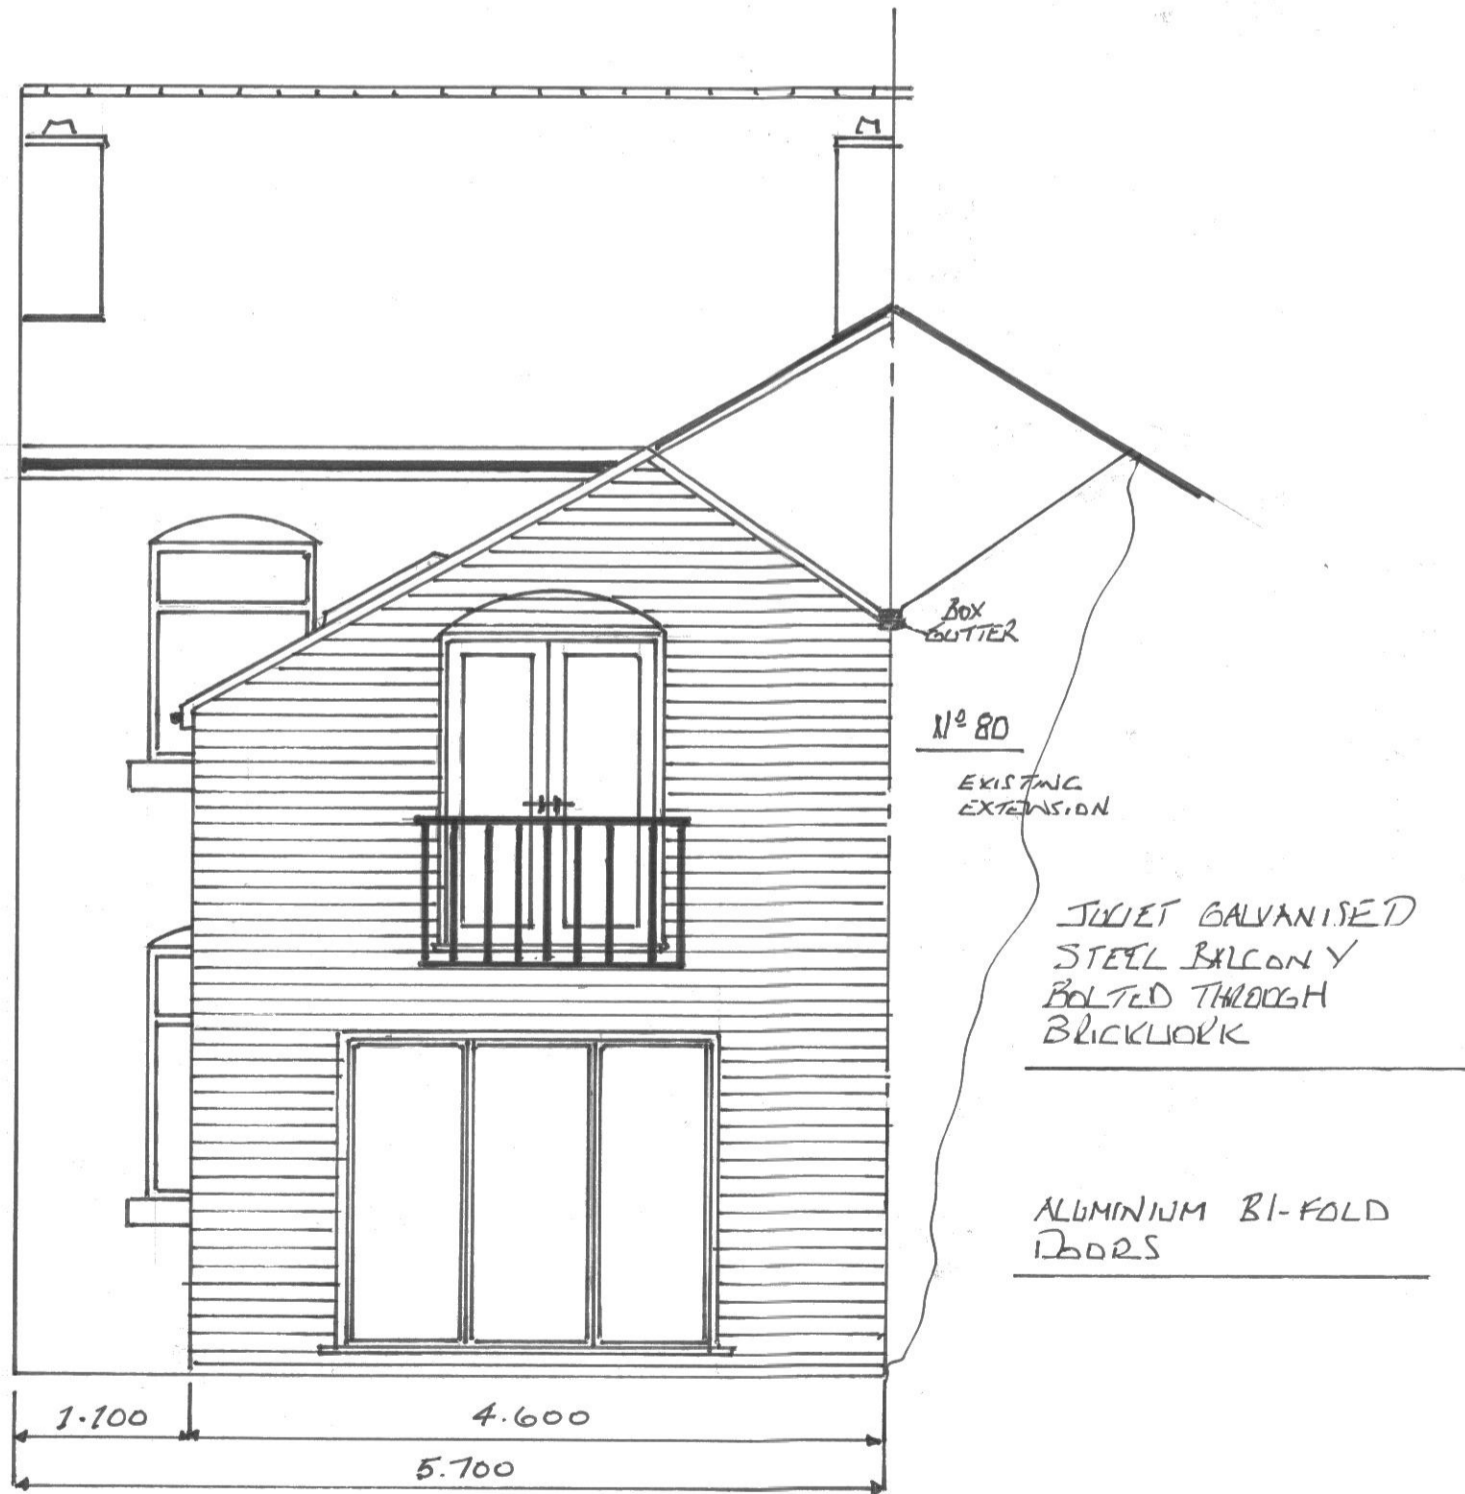 BOX
GUTTER
Nº 80
EXISTING
EXTENSION
JULIET GALVANISED
STEEL BALCONY
BOLTED THROUGH
BRICKWORK
ALUMINIUM BI-FOLD
DOORS
1.100
4.600
5.700